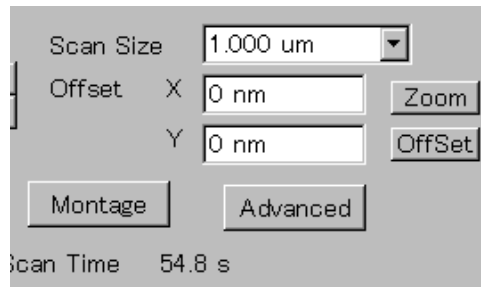 Scan Size 1.000 um
Offset X 0 nm Zoom
Y 0 nm OffSet
Montage Advanced
Scan Time 54.8 s